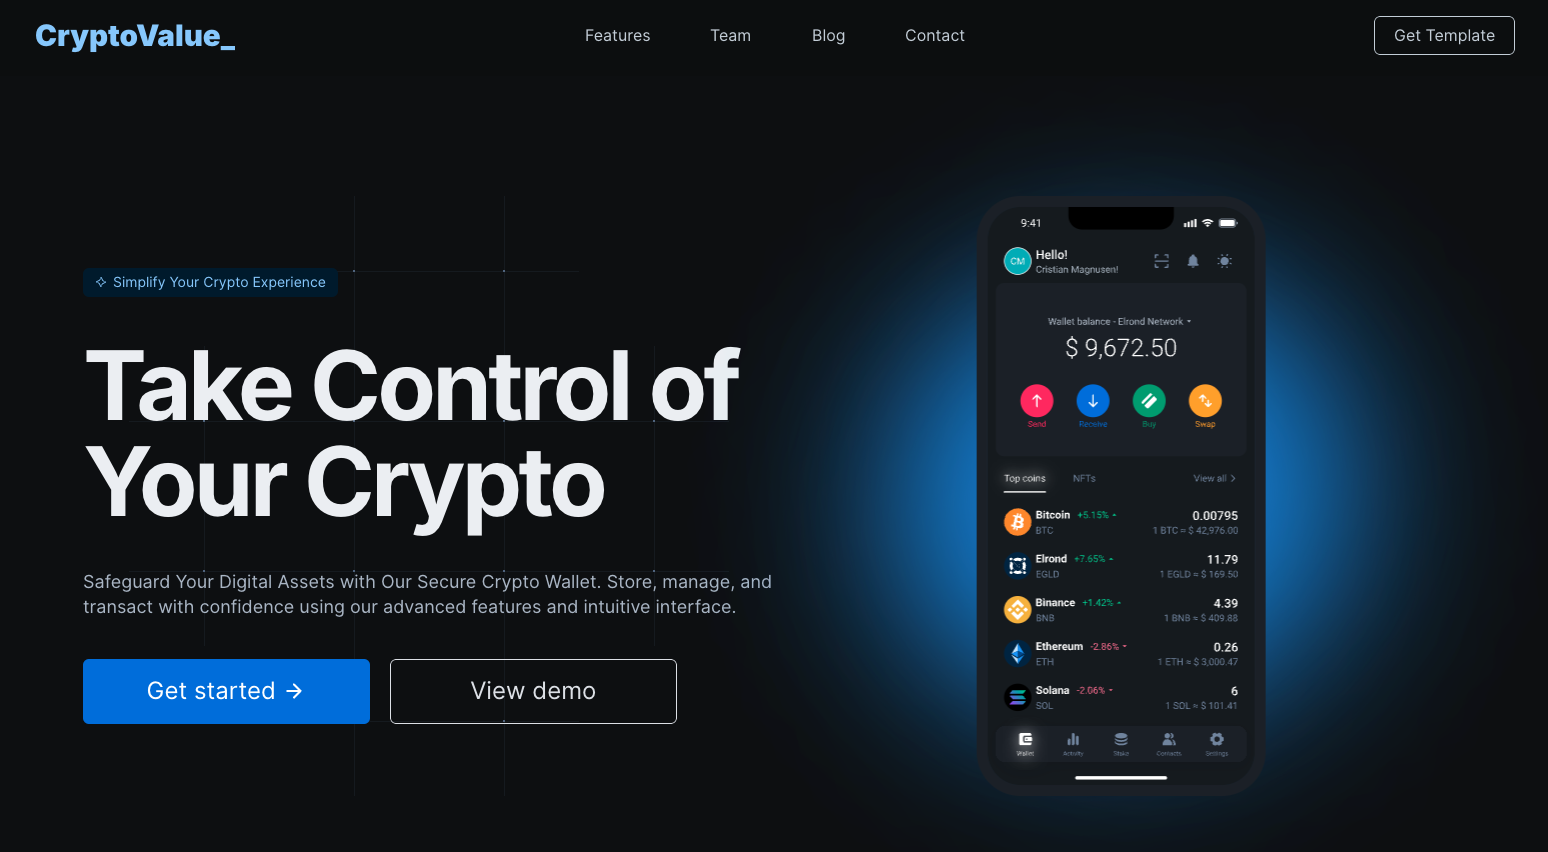 CryptoValue_
Features
Team
Blog
Contact
Get Template
Simplify Your Crypto Experience
Take Control of
Your Crypto
Safeguard Your Digital Assets with Our Secure Crypto Wallet. Store, manage, and
transact with confidence using our advanced features and intuitive interface.
Get started →
View demo
9:41
CM
Hello!
Cristian Magnusen!
Wallet balance - Elrond Network
$ 9,672.50
Send
Receive
Buy
Swap
Top coins
NFTs
View all
Bitcoin +5.15% 0.00795
BTC 1 BTC ≈ $ 42,976.00
Elrond +7.65% 11.79
EGLD 1 EGLD ≈ $ 169.50
Binance +1.42% 4.39
BNB 1 BNB ≈ $ 409.88
Ethereum -2.86% 0.26
ETH 1 ETH ≈ $ 3,000.47
Solana -2.06% 6
SOL 1 SOL ≈ $ 101.41
Wallet
Activity
Stake
Contacts
Settings